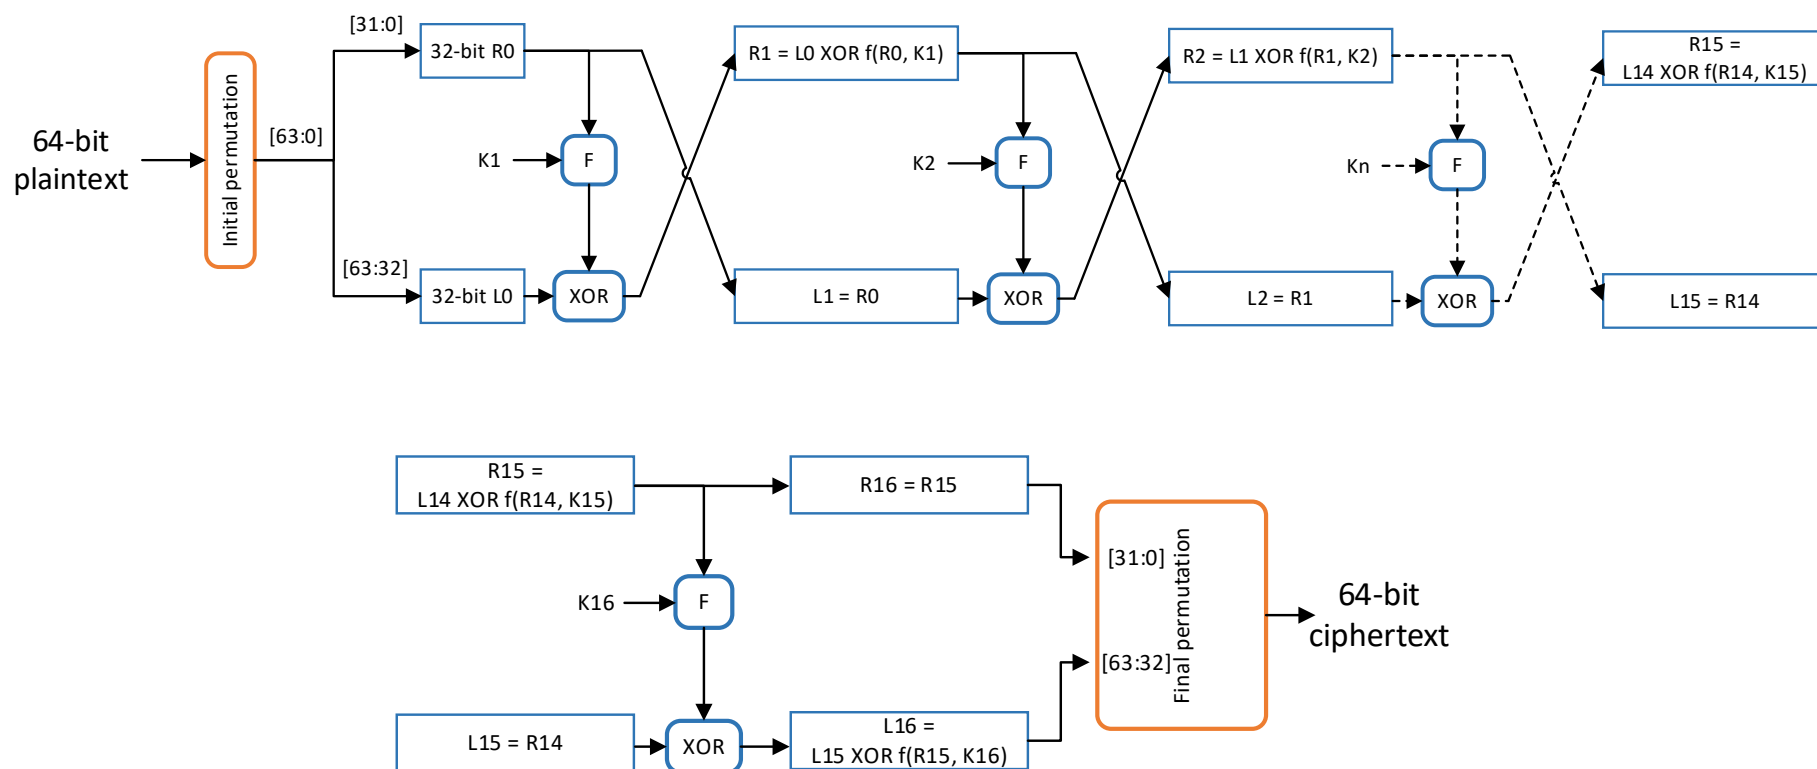 64-bit
plaintext
Initial permutation
[63:0]
[31:0]
[63:32]
32-bit R0
K1
F
32-bit L0
XOR
R1 = L0 XOR f(R0, K1)
K2
F
L1 = R0
XOR
R2 = L1 XOR f(R1, K2)
Kn
F
L2 = R1
XOR
R15 =
L14 XOR f(R14, K15)
L15 = R14
R15 =
L14 XOR f(R14, K15)
K16
F
L15 = R14
XOR
R16 = R15
L16 =
L15 XOR f(R15, K16)
[31:0]
[63:32]
Final permutation
64-bit
ciphertext